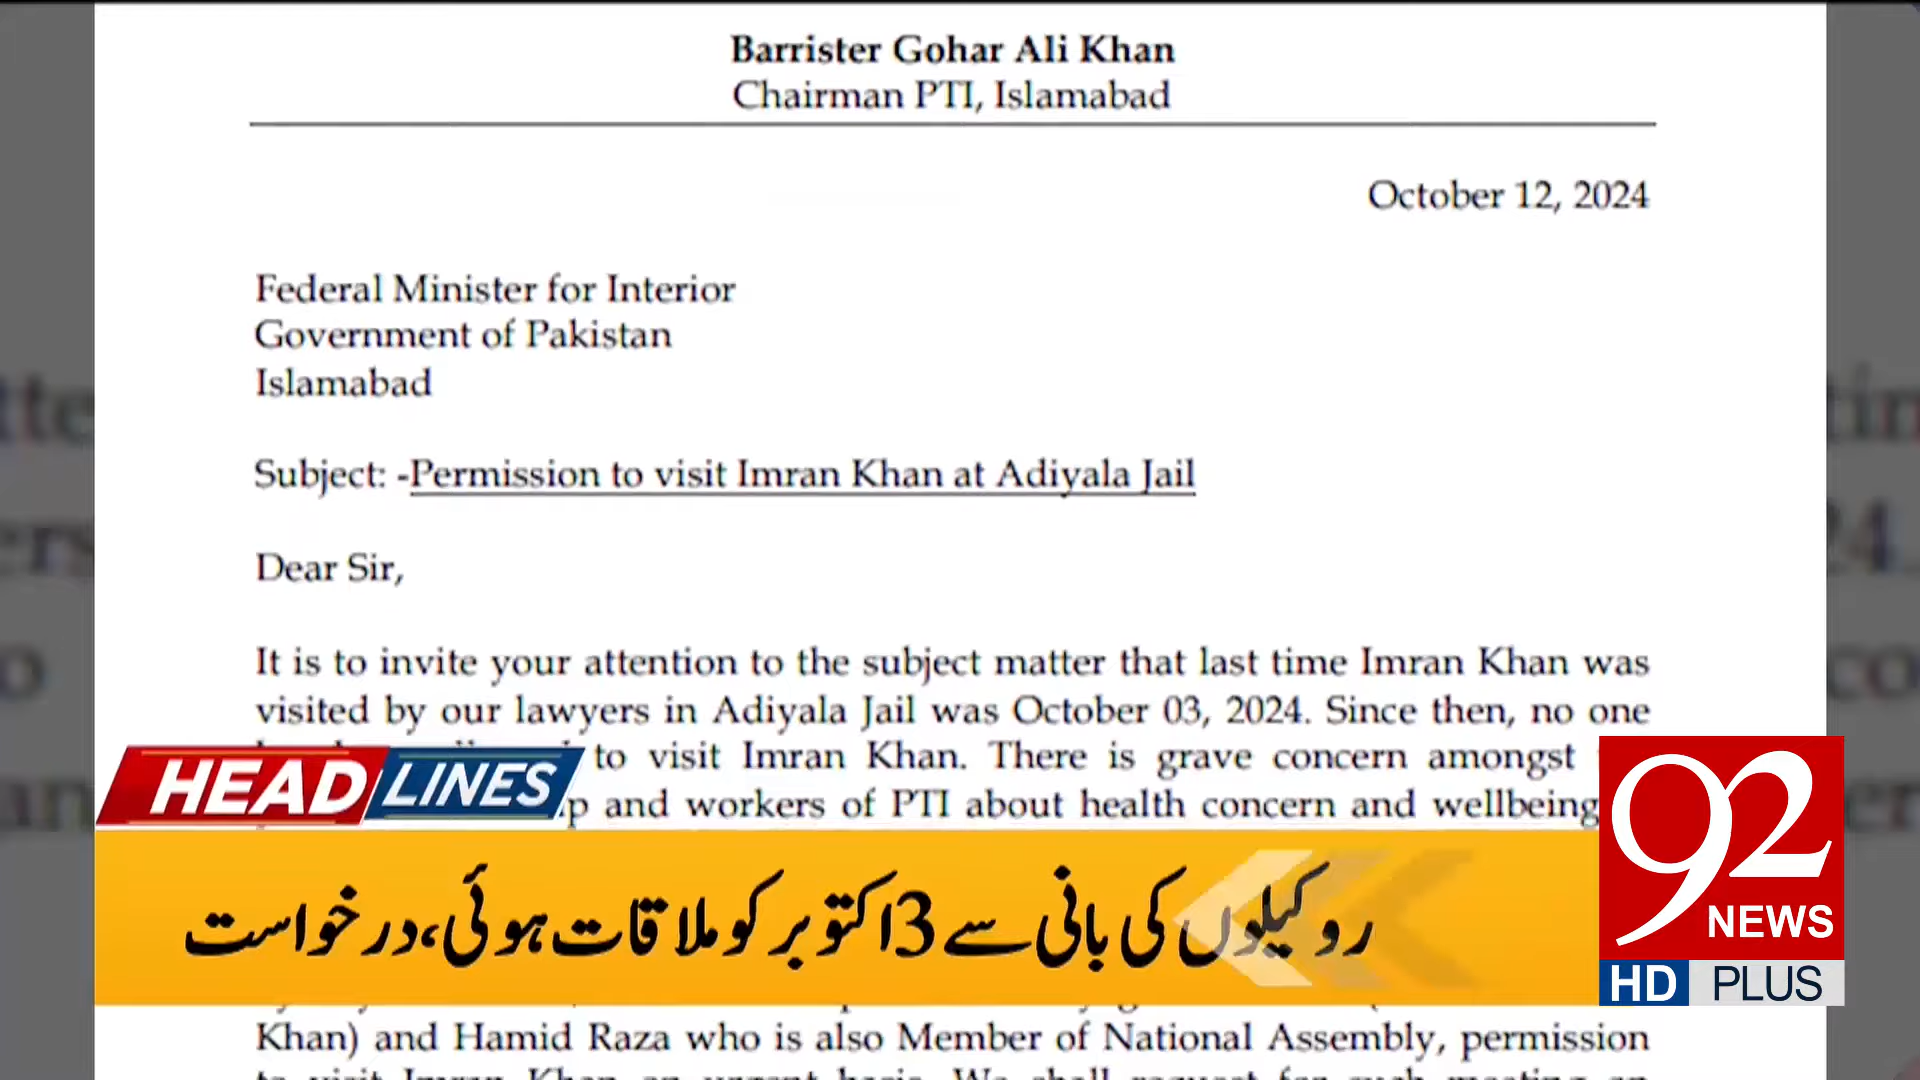 Barrister Gohar Ali Khan
Chairman PTI, Islamabad
October 12, 2024
Federal Minister for Interior
Government of Pakistan
Islamabad
Subject: -Permission to visit Imran Khan at Adiyala Jail
Dear Sir,
It is to invite your attention to the subject matter that last time Imran Khan was
visited by our lawyers in Adiyala Jail was October 03, 2024. Since then, no one
to visit Imran Khan. There is grave concern amongst
and workers of PTI about health concern and wellbeing
HEADLINES
وکیلوں کی بانی سے 3 اکتوبر کو ملاقات ہوئی، درخواست
92
NEWS
HD PLUS
Khan) and Hamid Raza who is also Member of National Assembly, permission